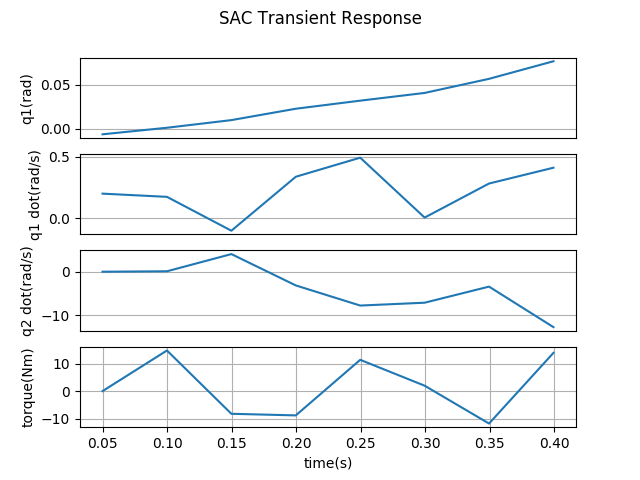 SAC Transient Response
q1(rad)
0.05
0.00
q1 dot(rad/s)
0.5
0.0
q2 dot(rad/s)
0
−10
torque(Nm)
10
0
−10
0.05 0.10 0.15 0.20 0.25 0.30 0.35 0.40
time(s)